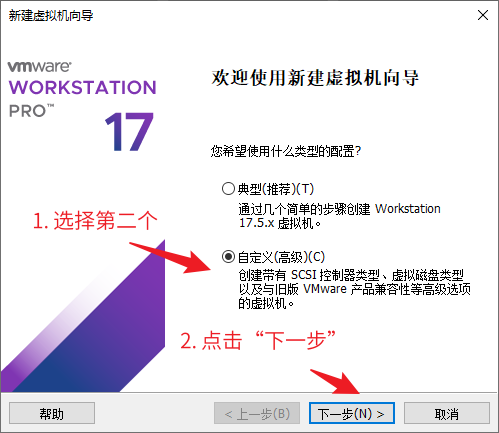 新建虚拟机向导
vmware
WORKSTATION
PRO™
17
欢迎使用新建虚拟机向导
您希望使用什么类型的配置?
典型(推荐)(T)
通过几个简单的步骤创建 Workstation
17.5.x 虚拟机。
1. 选择第二个
自定义(高级)(C)
创建带有 SCSI 控制器类型、虚拟磁盘类型
以及与旧版 VMware 产品兼容性等高级选项
的虚拟机。
2. 点击“下一步”
帮助
< 上一步(B)
下一步(N) >
取消